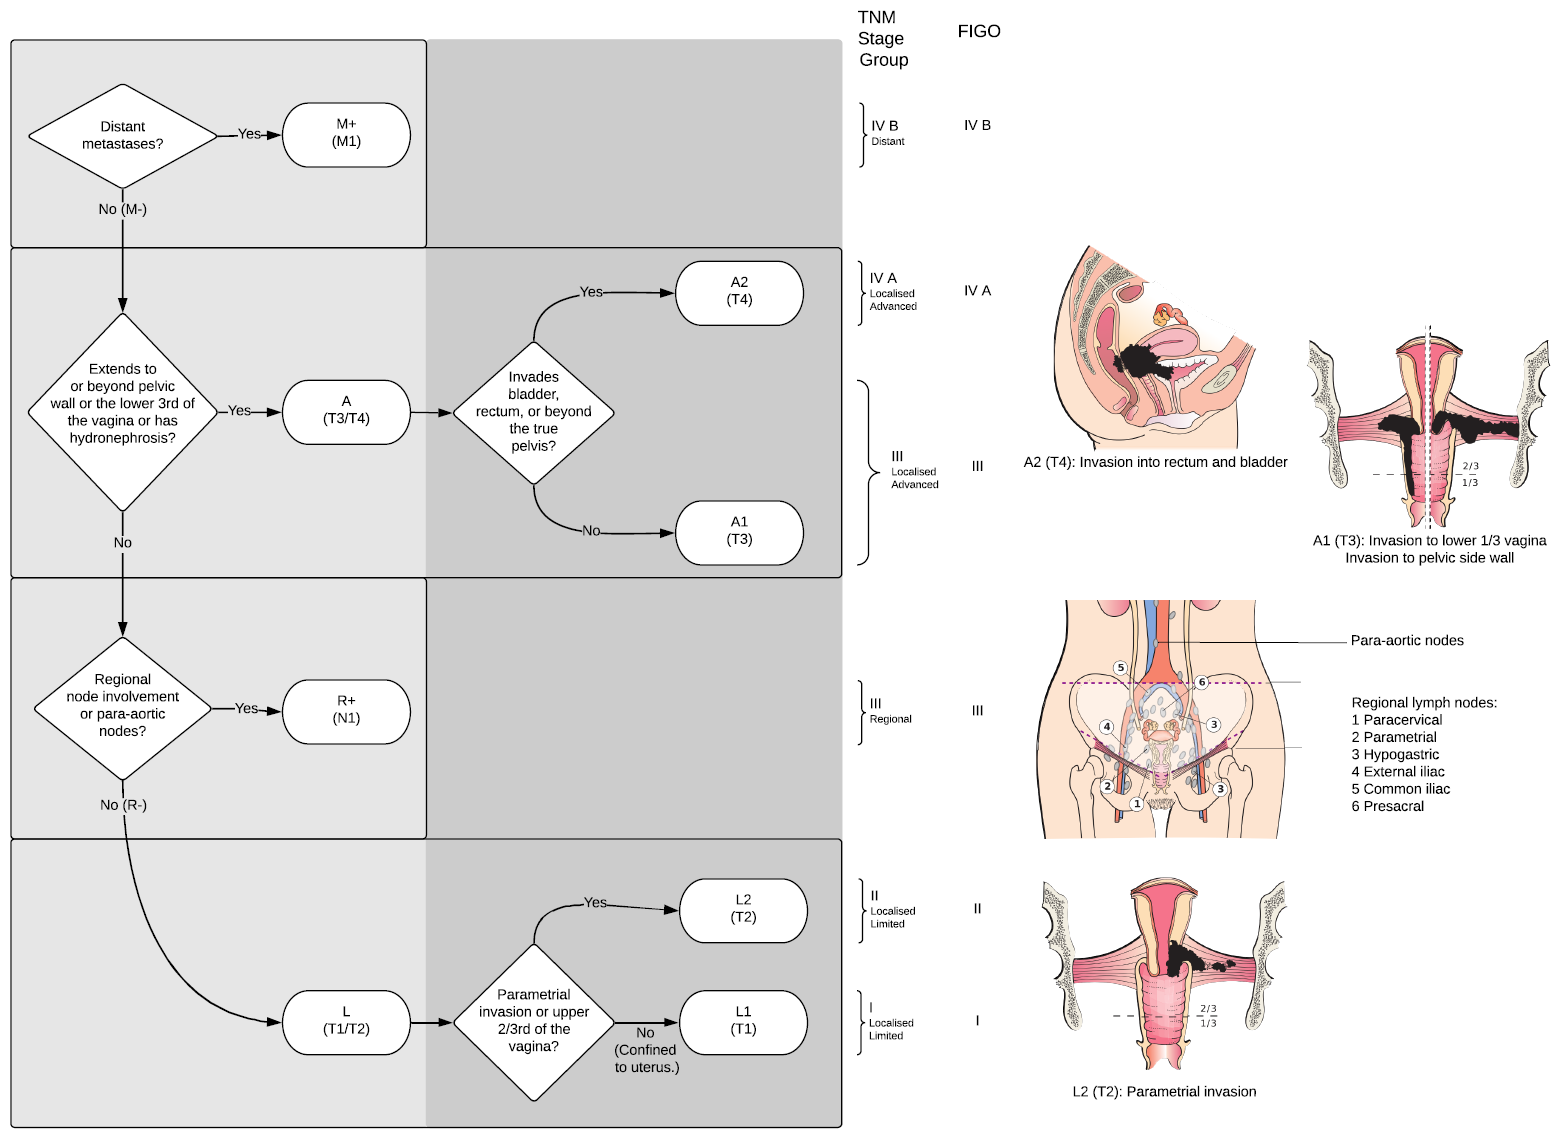 TNM
Stage
Group
FIGO
Distant
metastases?
Yes
M+
(M1)
IV B
Distant
IV B
No (M-)
Extends to
or beyond pelvic
wall or the lower 3rd of
the vagina or has
hydronephrosis?
Yes
A
(T3/T4)
Invades
bladder,
rectum, or beyond
the true
pelvis?
Yes
A2
(T4)
IV A
Localised
Advanced
IV A
No
A1
(T3)
III
Localised
Advanced
III
A2 (T4): Invasion into rectum and bladder
2/3
1/3
A1 (T3): Invasion to lower 1/3 vagina
Invasion to pelvic side wall
No
Regional
node involvement
or para-aortic
nodes?
Yes
R+
(N1)
III
Regional
III
5
6
3
4
2
1
3
Para-aortic nodes
Regional lymph nodes:
1 Paracervical
2 Parametrial
3 Hypogastric
4 External iliac
5 Common iliac
6 Presacral
No (R-)
L
(T1/T2)
Parametrial
invasion or upper
2/3rd of the
vagina?
Yes
L2
(T2)
II
Localised
Limited
II
No
(Confined
to uterus.)
L1
(T1)
I
Localised
Limited
I
2/3
1/3
L2 (T2): Parametrial invasion